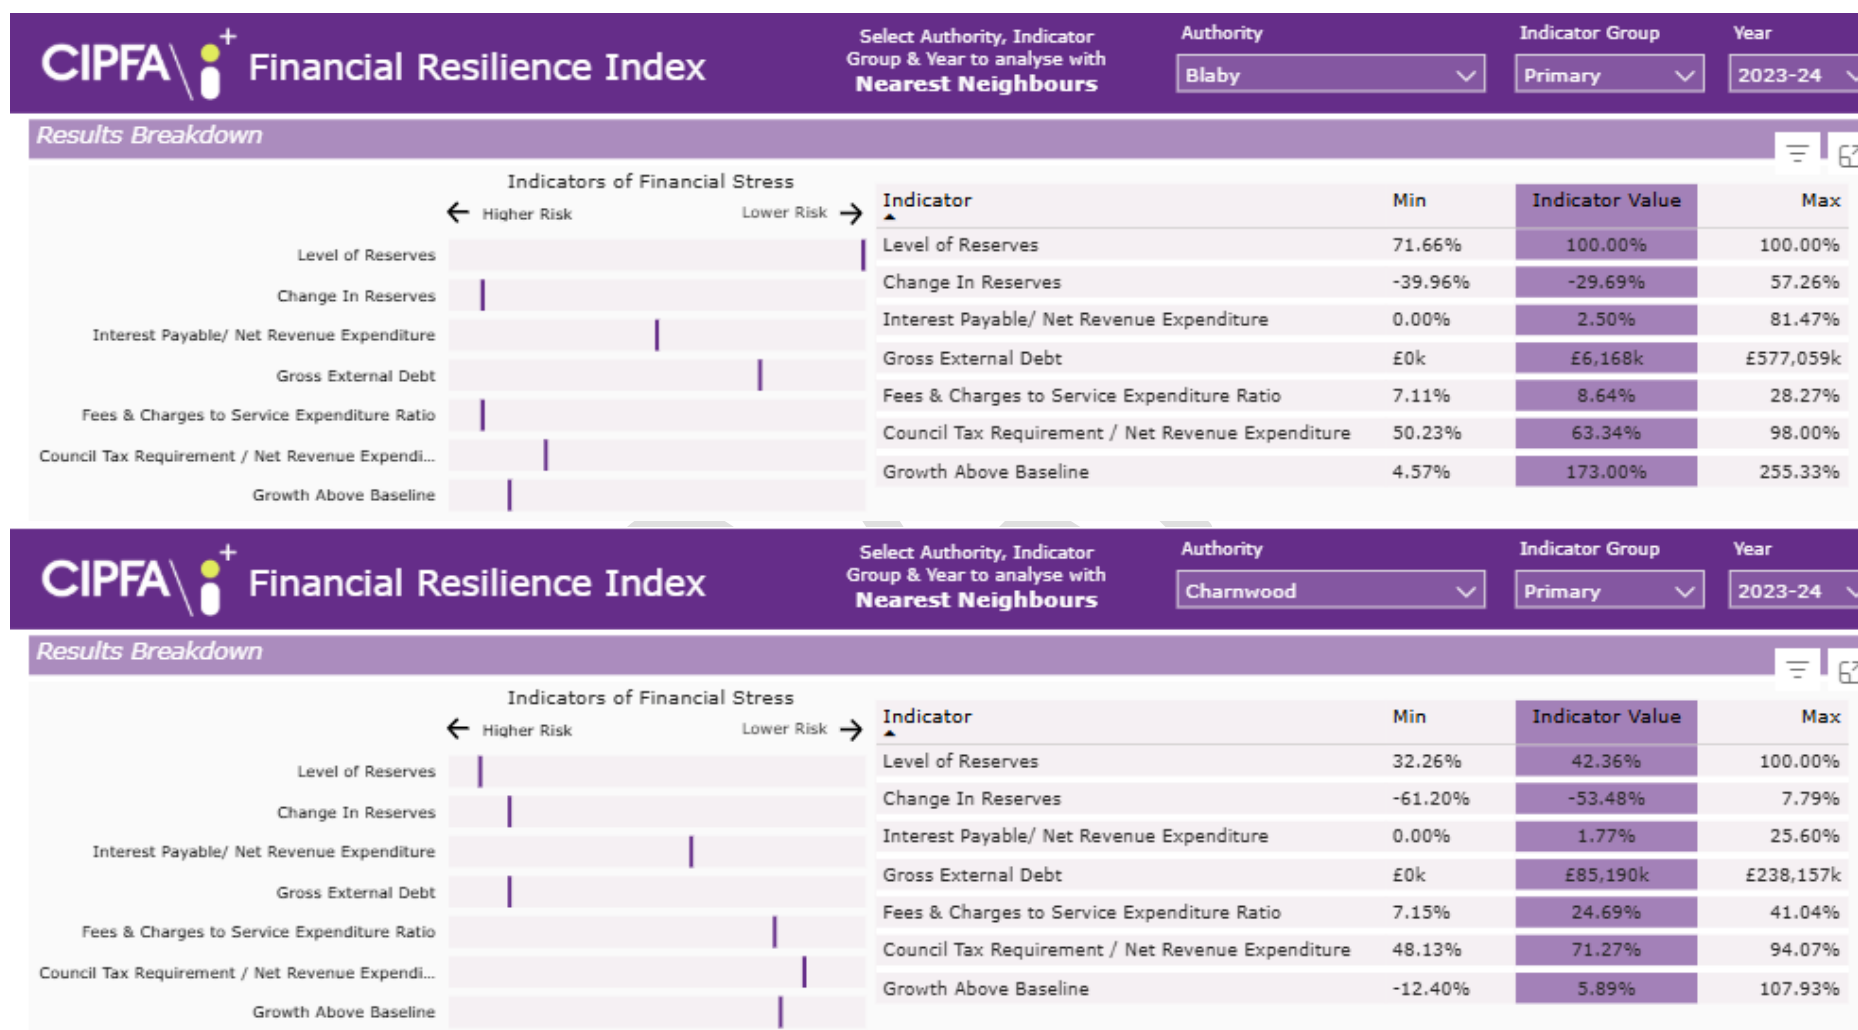 CIPFA\i+ Financial Resilience Index
Select Authority, Indicator
Group & Year to analyse with
Nearest Neighbours
Authority
Blaby
Indicator Group
Primary
Year
2023-24
Results Breakdown
Indicators of Financial Stress
← Higher Risk Lower Risk →
Level of Reserves
Change In Reserves
Interest Payable/ Net Revenue Expenditure
Gross External Debt
Fees & Charges to Service Expenditure Ratio
Council Tax Requirement / Net Revenue Expendi...
Growth Above Baseline
Indicator Min Indicator Value Max
Level of Reserves 71.66% 100.00% 100.00%
Change In Reserves -39.96% -29.69% 57.26%
Interest Payable/ Net Revenue Expenditure 0.00% 2.50% 81.47%
Gross External Debt £0k £6,168k £577,059k
Fees & Charges to Service Expenditure Ratio 7.11% 8.64% 28.27%
Council Tax Requirement / Net Revenue Expenditure 50.23% 63.34% 98.00%
Growth Above Baseline 4.57% 173.00% 255.33%
CIPFA\i+ Financial Resilience Index
Select Authority, Indicator
Group & Year to analyse with
Nearest Neighbours
Authority
Charnwood
Indicator Group
Primary
Year
2023-24
Results Breakdown
Indicators of Financial Stress
← Higher Risk Lower Risk →
Level of Reserves
Change In Reserves
Interest Payable/ Net Revenue Expenditure
Gross External Debt
Fees & Charges to Service Expenditure Ratio
Council Tax Requirement / Net Revenue Expendi...
Growth Above Baseline
Indicator Min Indicator Value Max
Level of Reserves 32.26% 42.36% 100.00%
Change In Reserves -61.20% -53.48% 7.79%
Interest Payable/ Net Revenue Expenditure 0.00% 1.77% 25.60%
Gross External Debt £0k £85,190k £238,157k
Fees & Charges to Service Expenditure Ratio 7.15% 24.69% 41.04%
Council Tax Requirement / Net Revenue Expenditure 48.13% 71.27% 94.07%
Growth Above Baseline -12.40% 5.89% 107.93%